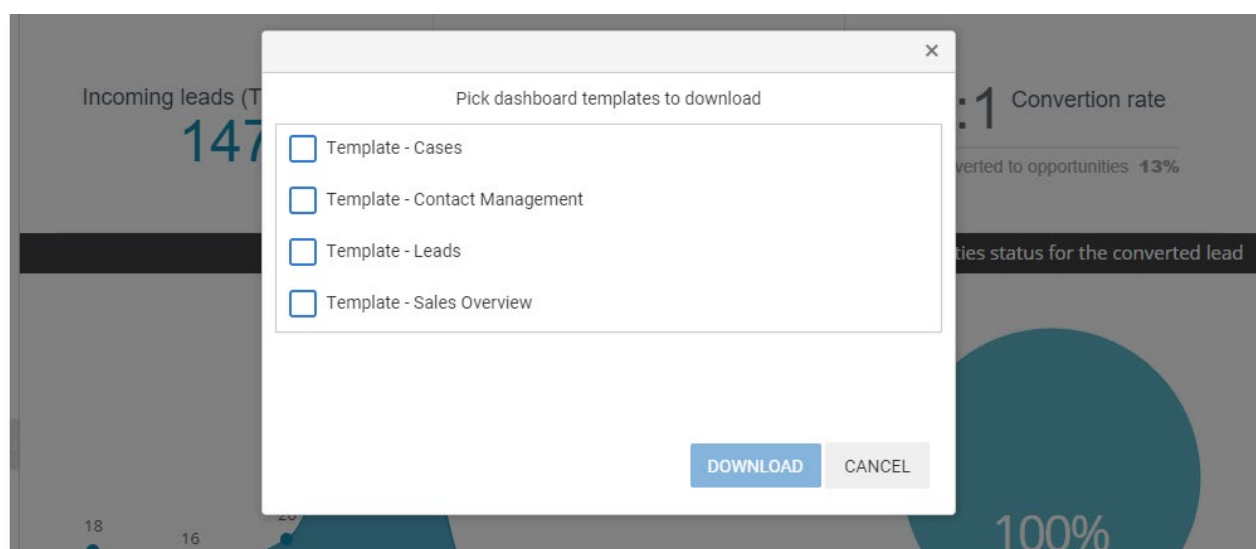 ×
Pick dashboard templates to download
Incoming leads (T
147
:1 Convertion rate
verted to opportunities 13%
Template - Cases
Template - Contact Management
Template - Leads
Template - Sales Overview
ties status for the converted lead
DOWNLOAD
CANCEL
18
16
100%